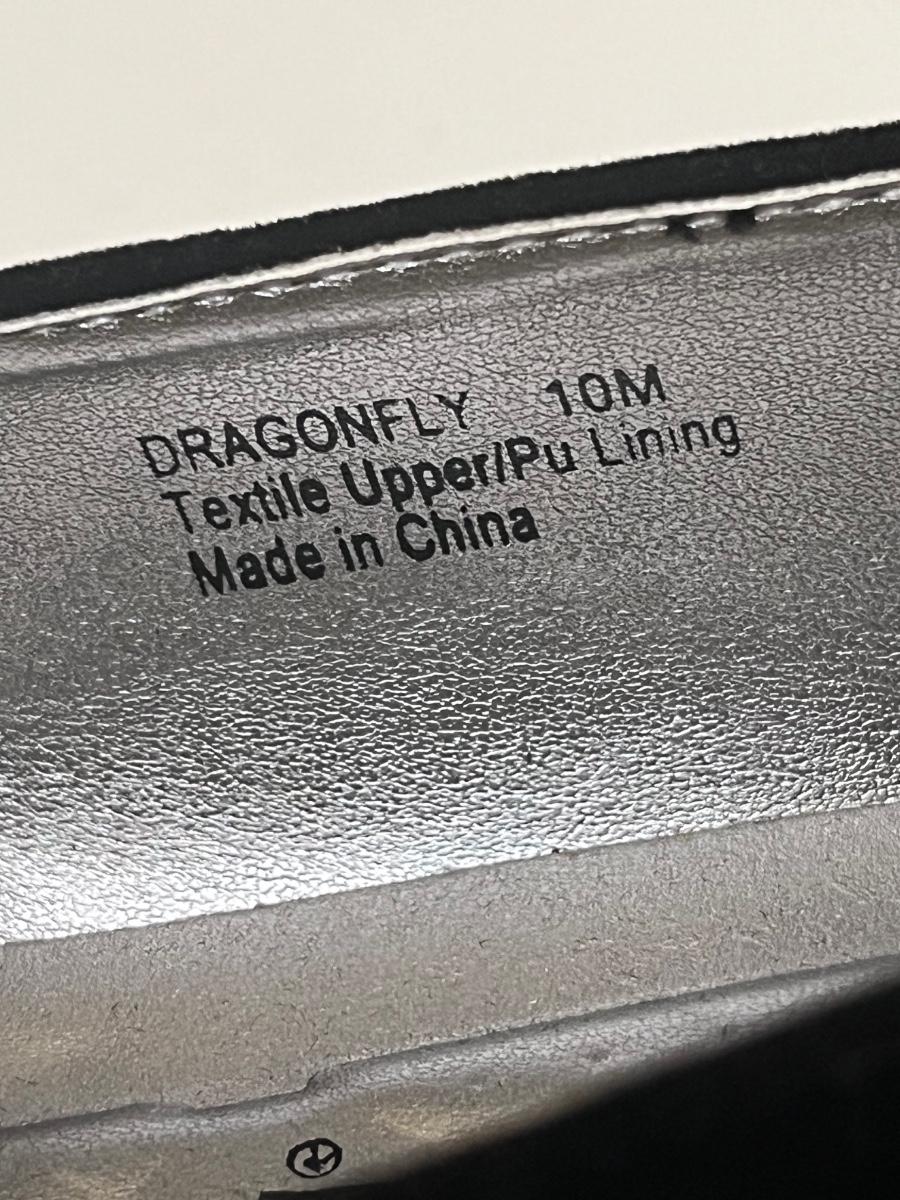 DRAGONFLY 10M
Textile Upper/Pu Lining
Made in China